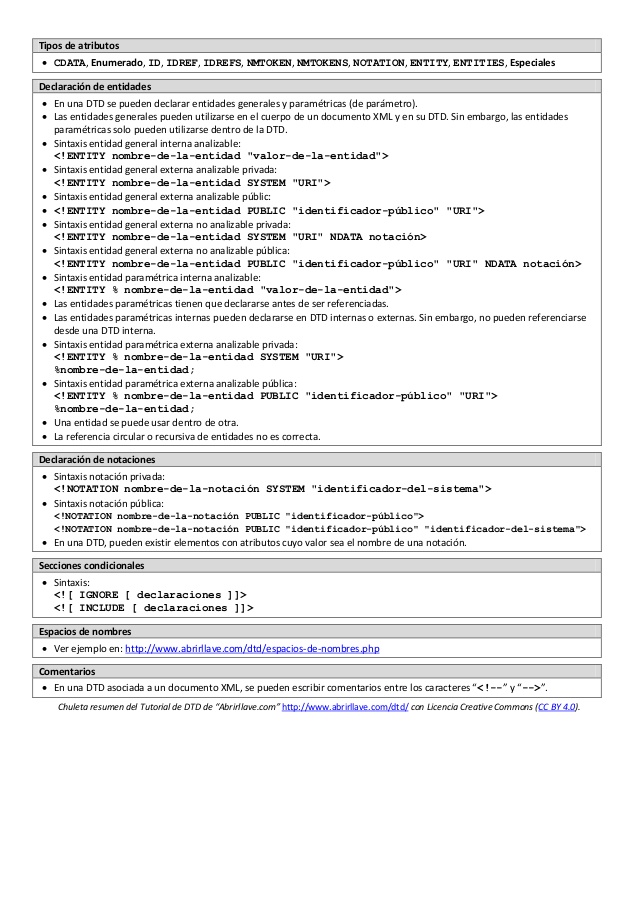 Tipos de atributos
• CDATA, Enumerado, ID, IDREF, IDREFS, NMTOKEN, NMTOKENS, NOTATION, ENTITY, ENTITIES, Especiales
Declaración de entidades
• En una DTD se pueden declarar entidades generales y paramétricas (de parámetro).
• Las entidades generales pueden utilizarse en el cuerpo de un documento XML y en su DTD. Sin embargo, las entidades
paramétricas solo pueden utilizarse dentro de la DTD.
• Sintaxis entidad general interna analizable:
<!ENTITY nombre-de-la-entidad "valor-de-la-entidad">
• Sintaxis entidad general externa analizable privada:
<!ENTITY nombre-de-la-entidad SYSTEM "URI">
• Sintaxis entidad general externa analizable públic:
• <!ENTITY nombre-de-la-entidad PUBLIC "identificador-público" "URI">
• Sintaxis entidad general externa no analizable privada:
<!ENTITY nombre-de-la-entidad SYSTEM "URI" NDATA notación>
• Sintaxis entidad general externa no analizable pública:
<!ENTITY nombre-de-la-entidad PUBLIC "identificador-público" "URI" NDATA notación>
• Sintaxis entidad paramétrica interna analizable:
<!ENTITY % nombre-de-la-entidad "valor-de-la-entidad">
• Las entidades paramétricas tienen que declararse antes de ser referenciadas.
• Las entidades paramétricas internas pueden declararse en DTD internas o externas. Sin embargo, no pueden referenciarse
desde una DTD interna.
• Sintaxis entidad paramétrica externa analizable privada:
<!ENTITY % nombre-de-la-entidad SYSTEM "URI">
%nombre-de-la-entidad;
• Sintaxis entidad paramétrica externa analizable pública:
<!ENTITY % nombre-de-la-entidad PUBLIC "identificador-público" "URI">
%nombre-de-la-entidad;
• Una entidad se puede usar dentro de otra.
• La referencia circular o recursiva de entidades no es correcta.
Declaración de notaciones
• Sintaxis notación privada:
<!NOTATION nombre-de-la-notación SYSTEM "identificador-del-sistema">
• Sintaxis notación pública:
<!NOTATION nombre-de-la-notación PUBLIC "identificador-público">
<!NOTATION nombre-de-la-notación PUBLIC "identificador-público" "identificador-del-sistema">
• En una DTD, pueden existir elementos con atributos cuyo valor sea el nombre de una notación.
Secciones condicionales
• Sintaxis:
<![ IGNORE [ declaraciones ]]>
<![ INCLUDE [ declaraciones ]]>
Espacios de nombres
• Ver ejemplo en: http://www.abrirllave.com/dtd/espacios-de-nombres.php
Comentarios
• En una DTD asociada a un documento XML, se pueden escribir comentarios entre los caracteres “<!--” y “-->”.
Chuleta resumen del Tutorial de DTD de “Abrirllave.com” http://www.abrirllave.com/dtd/ con Licencia Creative Commons (CC BY 4.0).